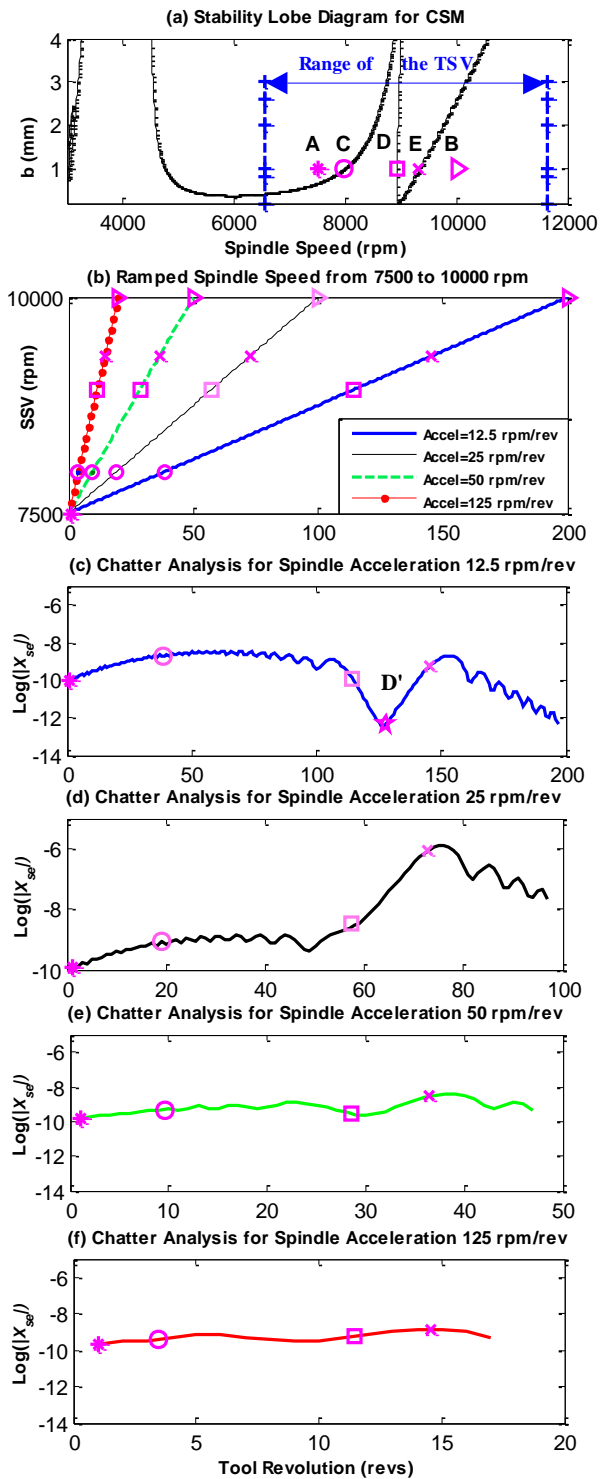 (a) Stability Lobe Diagram for CSM
4
3
2
1
b (mm)
Range of the TSV
A C D E B
4000 6000 8000 10000 12000
Spindle Speed (rpm)
(b) Ramped Spindle Speed from 7500 to 10000 rpm
10000
7500
SSV (rpm)
Accel=12.5 rpm/rev
Accel=25 rpm/rev
Accel=50 rpm/rev
Accel=125 rpm/rev
0 50 100 150 200
(c) Chatter Analysis for Spindle Acceleration 12.5 rpm/rev
-6
-8
-10
-12
-14
Log(|Xse|)
D'
0 50 100 150 200
(d) Chatter Analysis for Spindle Acceleration 25 rpm/rev
-6
-8
-10
Log(|Xse|)
0 20 40 60 80 100
(e) Chatter Analysis for Spindle Acceleration 50 rpm/rev
-6
-8
-10
-12
-14
Log(|Xse|)
0 10 20 30 40 50
(f) Chatter Analysis for Spindle Acceleration 125 rpm/rev
-6
-8
-10
-12
-14
Log(|Xse|)
0 5 10 15 20
Tool Revolution (revs)